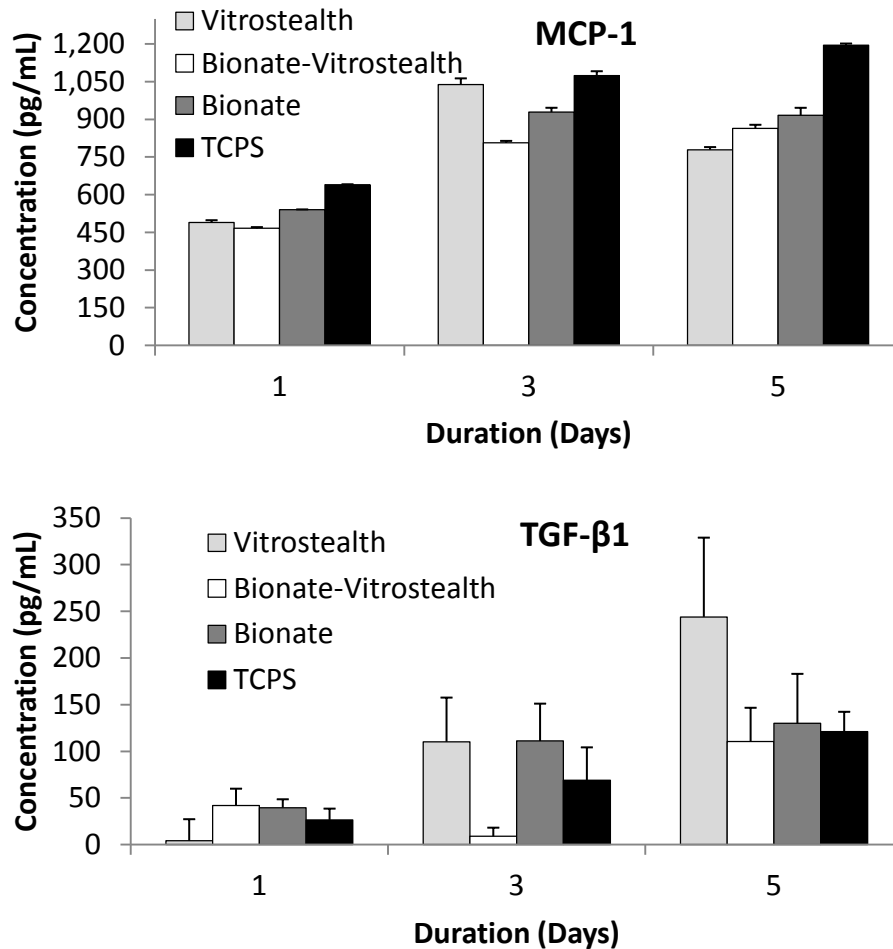 MCP-1
Vitrostealth
Bionate-Vitrostealth
Bionate
TCPS
Concentration (pg/mL)
1,200
1,050
900
750
600
450
300
150
0
1 3 5
Duration (Days)
TGF-β1
Vitrostealth
Bionate-Vitrostealth
Bionate
TCPS
Concentration (pg/mL)
350
300
250
200
150
100
50
0
1 3 5
Duration (Days)